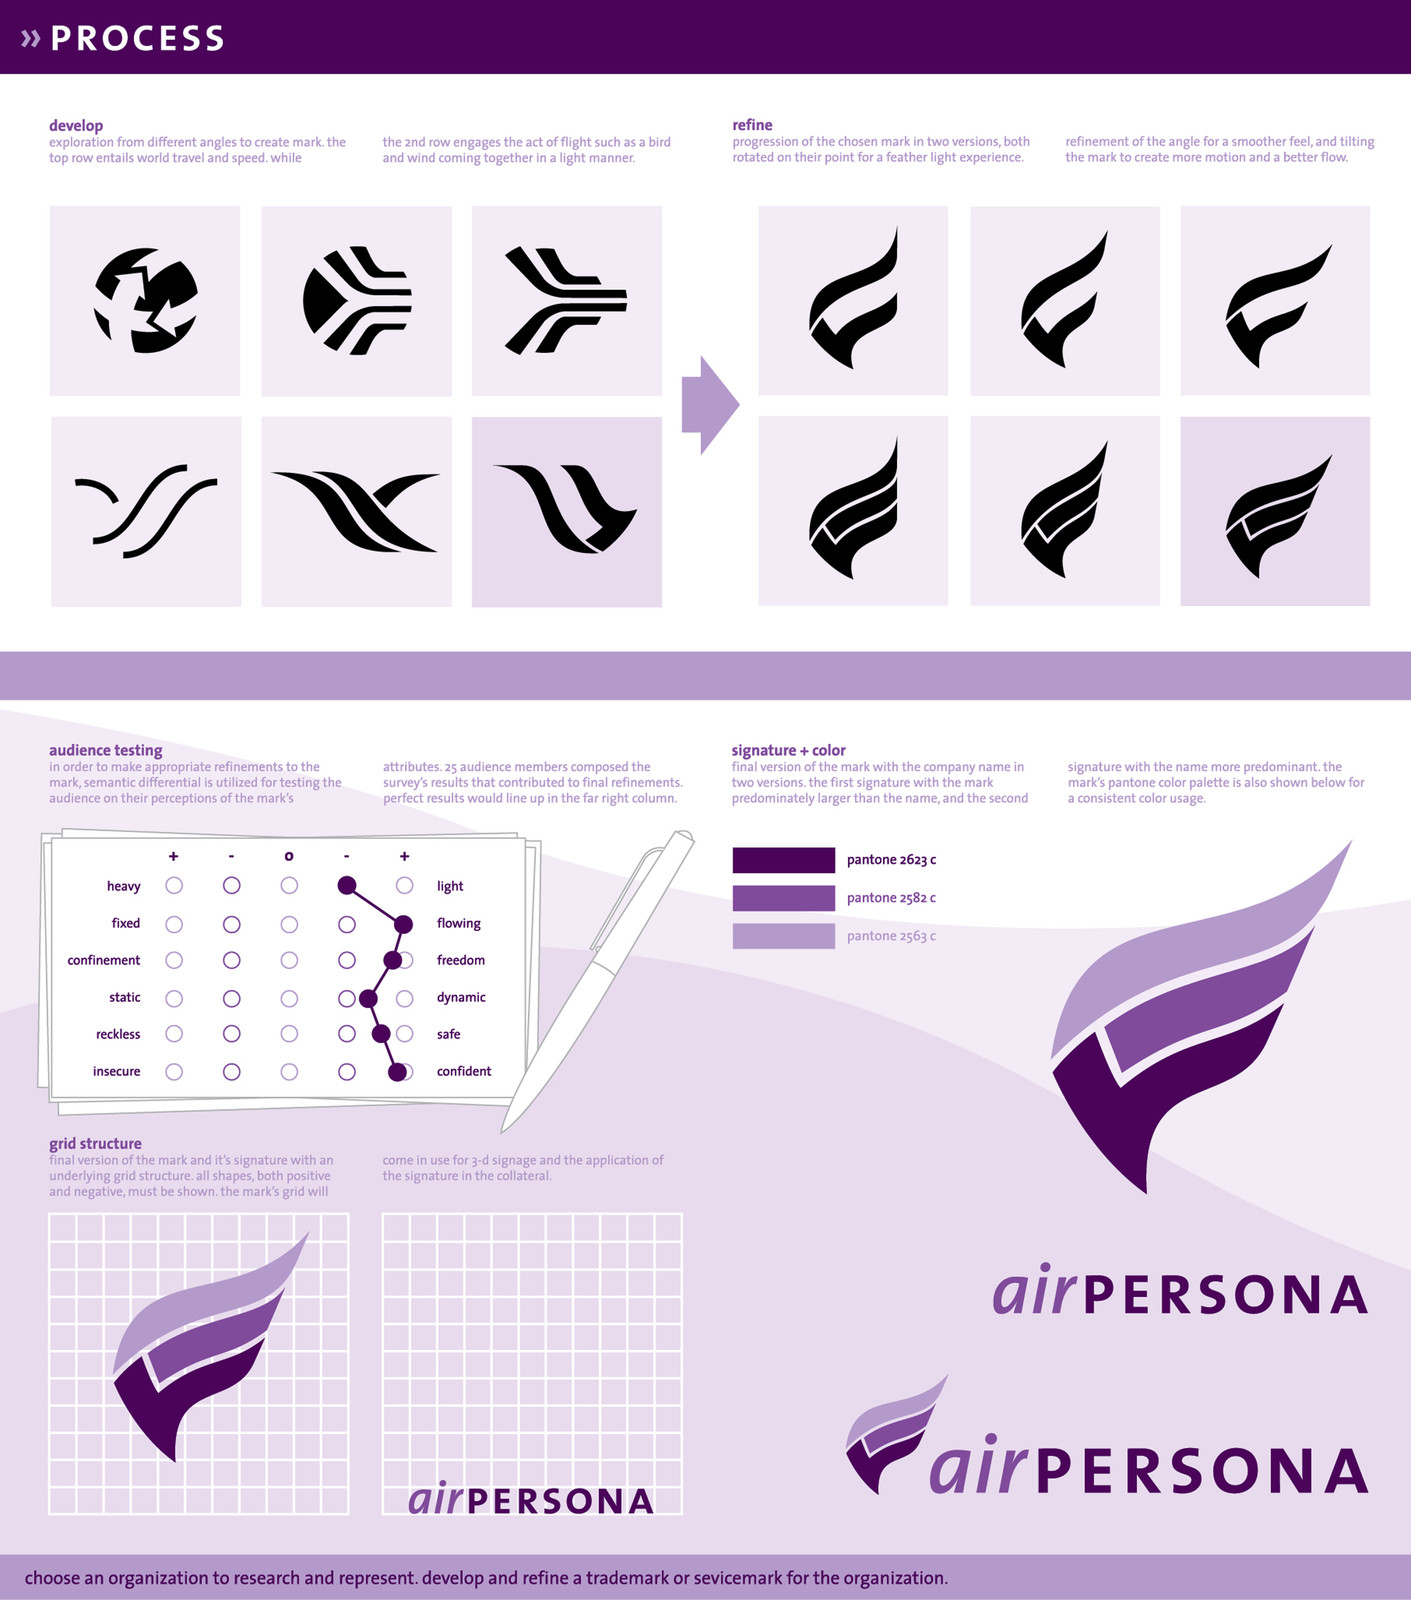 » PROCESS
develop
exploration from different angles to create mark. the
top row entails world travel and speed. while
the 2nd row engages the act of flight such as a bird
and wind coming together in a light manner.
refine
progression of the chosen mark in two versions, both
rotated on their point for a feather light experience.
refinement of the angle for a smoother feel, and tilting
the mark to create more motion and a better flow.
audience testing
in order to make appropriate refinements to the
mark, semantic differential is utilized for testing the
audience on their perceptions of the mark's
attributes. 25 audience members composed the
survey's results that contributed to final refinements.
perfect results would line up in the far right column.
+ - o - +
heavy light
fixed flowing
confinement freedom
static dynamic
reckless safe
insecure confident
grid structure
final version of the mark and it's signature with an
underlying grid structure. all shapes, both positive
and negative, must be shown. the mark's grid will
come in use for 3-d signage and the application of
the signature in the collateral.
airPERSONA
signature + color
final version of the mark with the company name in
two versions. the first signature with the mark
predominately larger than the name, and the second
signature with the name more predominant. the
mark's pantone color palette is also shown below for
a consistent color usage.
pantone 2623 c
pantone 2582 c
pantone 2563 c
airPERSONA
airPERSONA
choose an organization to research and represent. develop and refine a trademark or sevicemark for the organization.